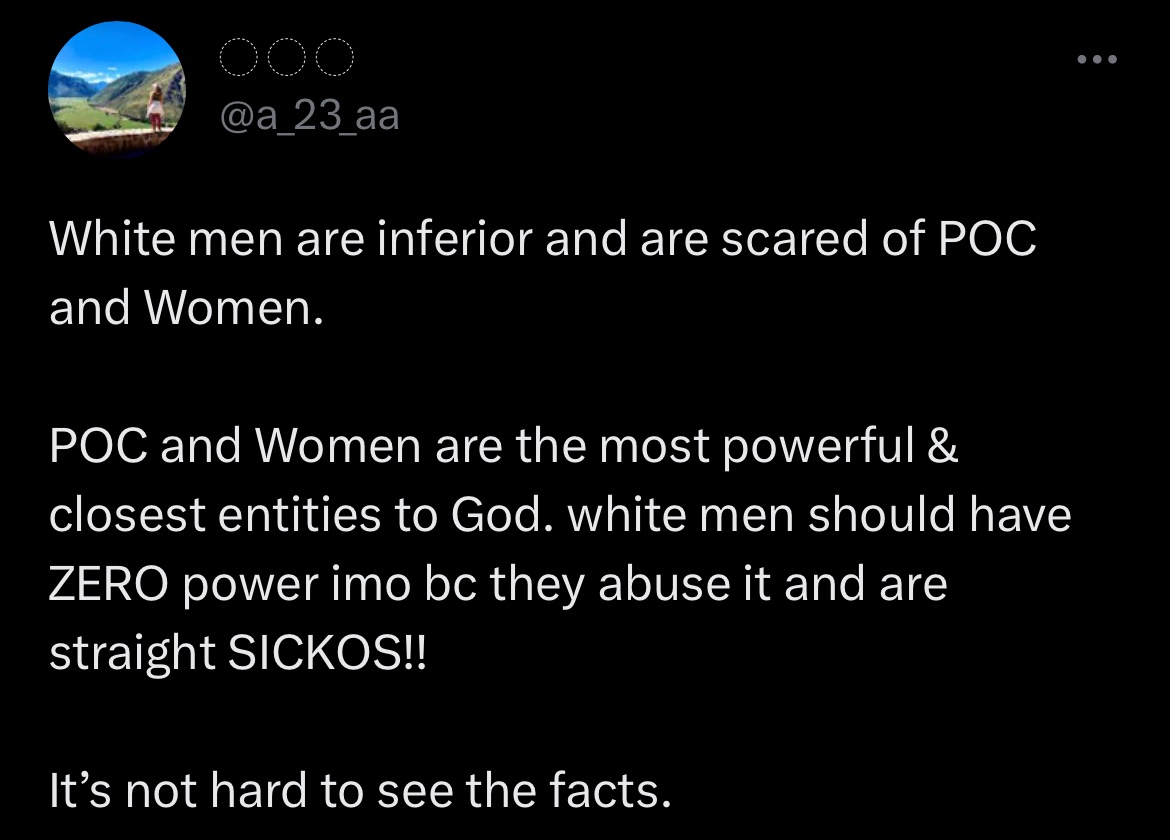 ◌◌◌
@a_23_aa
White men are inferior and are scared of POC
and Women.
POC and Women are the most powerful &
closest entities to God. white men should have
ZERO power imo bc they abuse it and are
straight SICKOS!!
It’s not hard to see the facts.